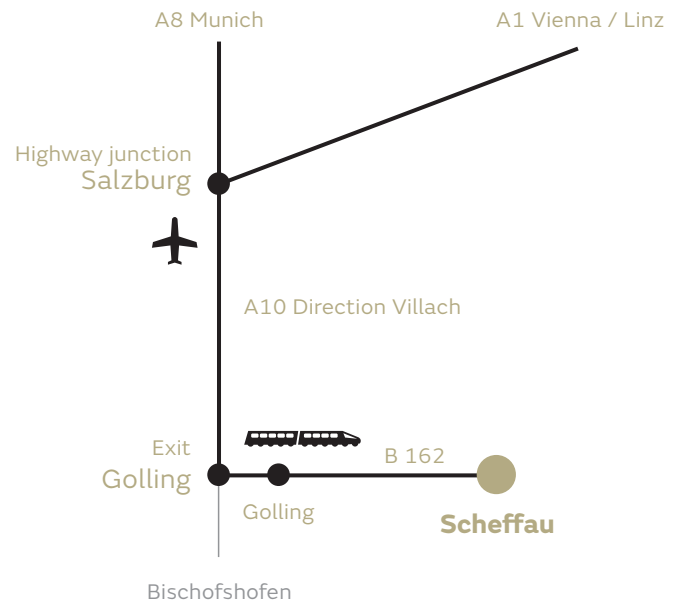 A8 Munich
A1 Vienna / Linz
Highway junction
Salzburg
A10 Direction Villach
Exit
Golling
B 162
Golling
Scheffau
Bischofshofen